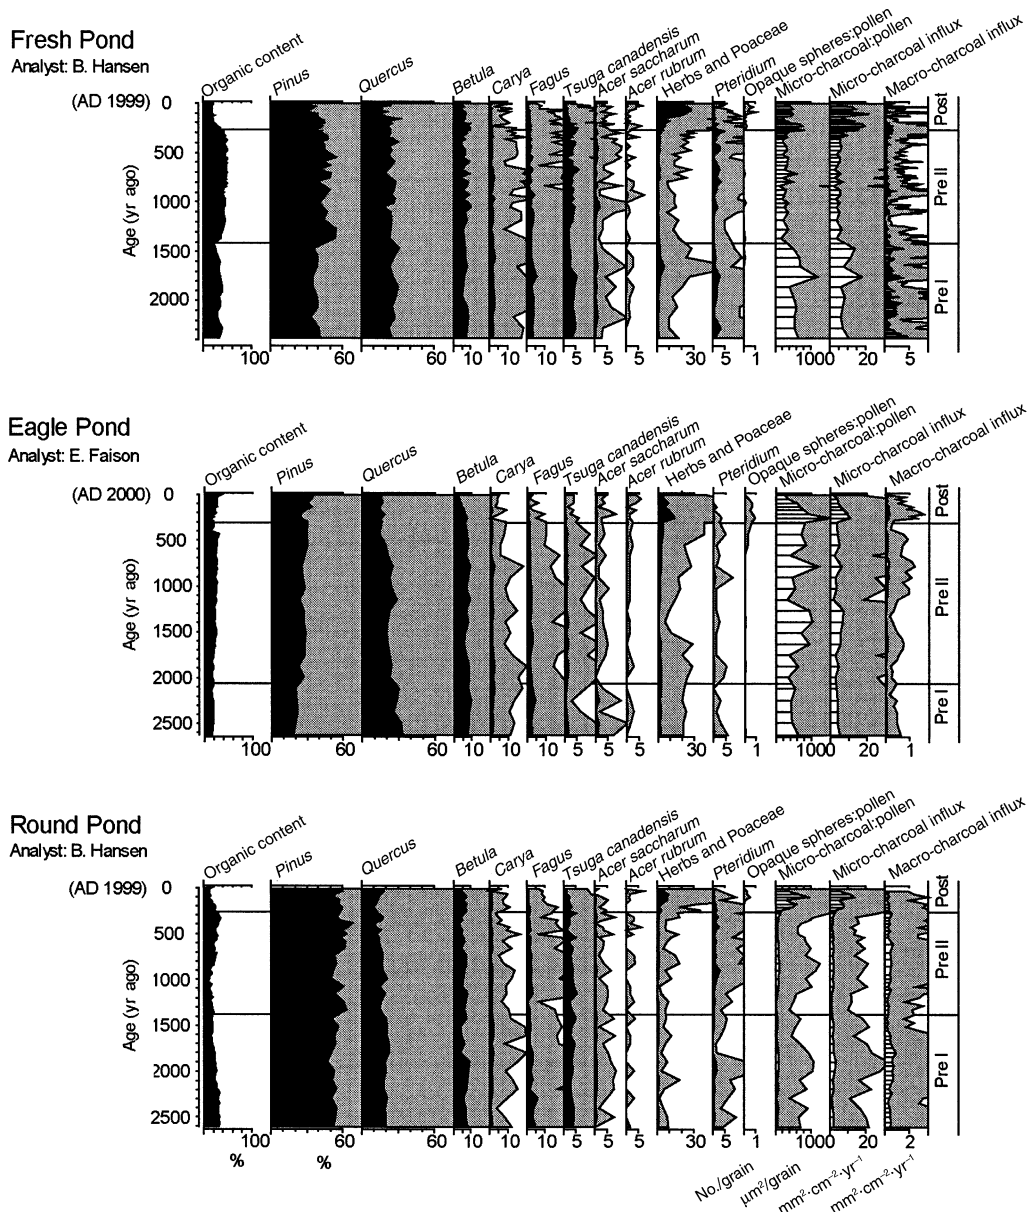 Fresh Pond
Analyst: B. Hansen
Organic content
Pinus
Quercus
Betula
Carya
Fagus
Tsuga canadensis
Acer saccharum
Acer rubrum
Herbs and Poaceae
Pteridium
Opaque spheres:pollen
Micro-charcoal:pollen
Micro-charcoal influx
Macro-charcoal influx
(AD 1999) 0
500
1000
1500
2000
Age (yr ago)
Post
Pre II
Pre I
100 60 60 10 10 10 5 5 5 30 5 1 1000 20 5
Eagle Pond
Analyst: E. Faison
Organic content
Pinus
Quercus
Betula
Carya
Fagus
Tsuga canadensis
Acer saccharum
Acer rubrum
Herbs and Poaceae
Pteridium
Opaque spheres:pollen
Micro-charcoal:pollen
Micro-charcoal influx
Macro-charcoal influx
(AD 2000) 0
500
1000
1500
2000
2500
Age (yr ago)
Post
Pre II
Pre I
100 60 60 10 10 10 5 5 5 30 5 1 1000 20 1
Round Pond
Analyst: B. Hansen
Organic content
Pinus
Quercus
Betula
Carya
Fagus
Tsuga canadensis
Acer saccharum
Acer rubrum
Herbs and Poaceae
Pteridium
Opaque spheres:pollen
Micro-charcoal:pollen
Micro-charcoal influx
Macro-charcoal influx
(AD 1999) 0
500
1000
1500
2000
2500
Age (yr ago)
Post
Pre II
Pre I
100 60 60 10 10 10 5 5 5 30 5 1 1000 20 2
% %
No./grain
µm²/grain
mm²·cm⁻²·yr⁻¹
mm²·cm⁻²·yr⁻¹